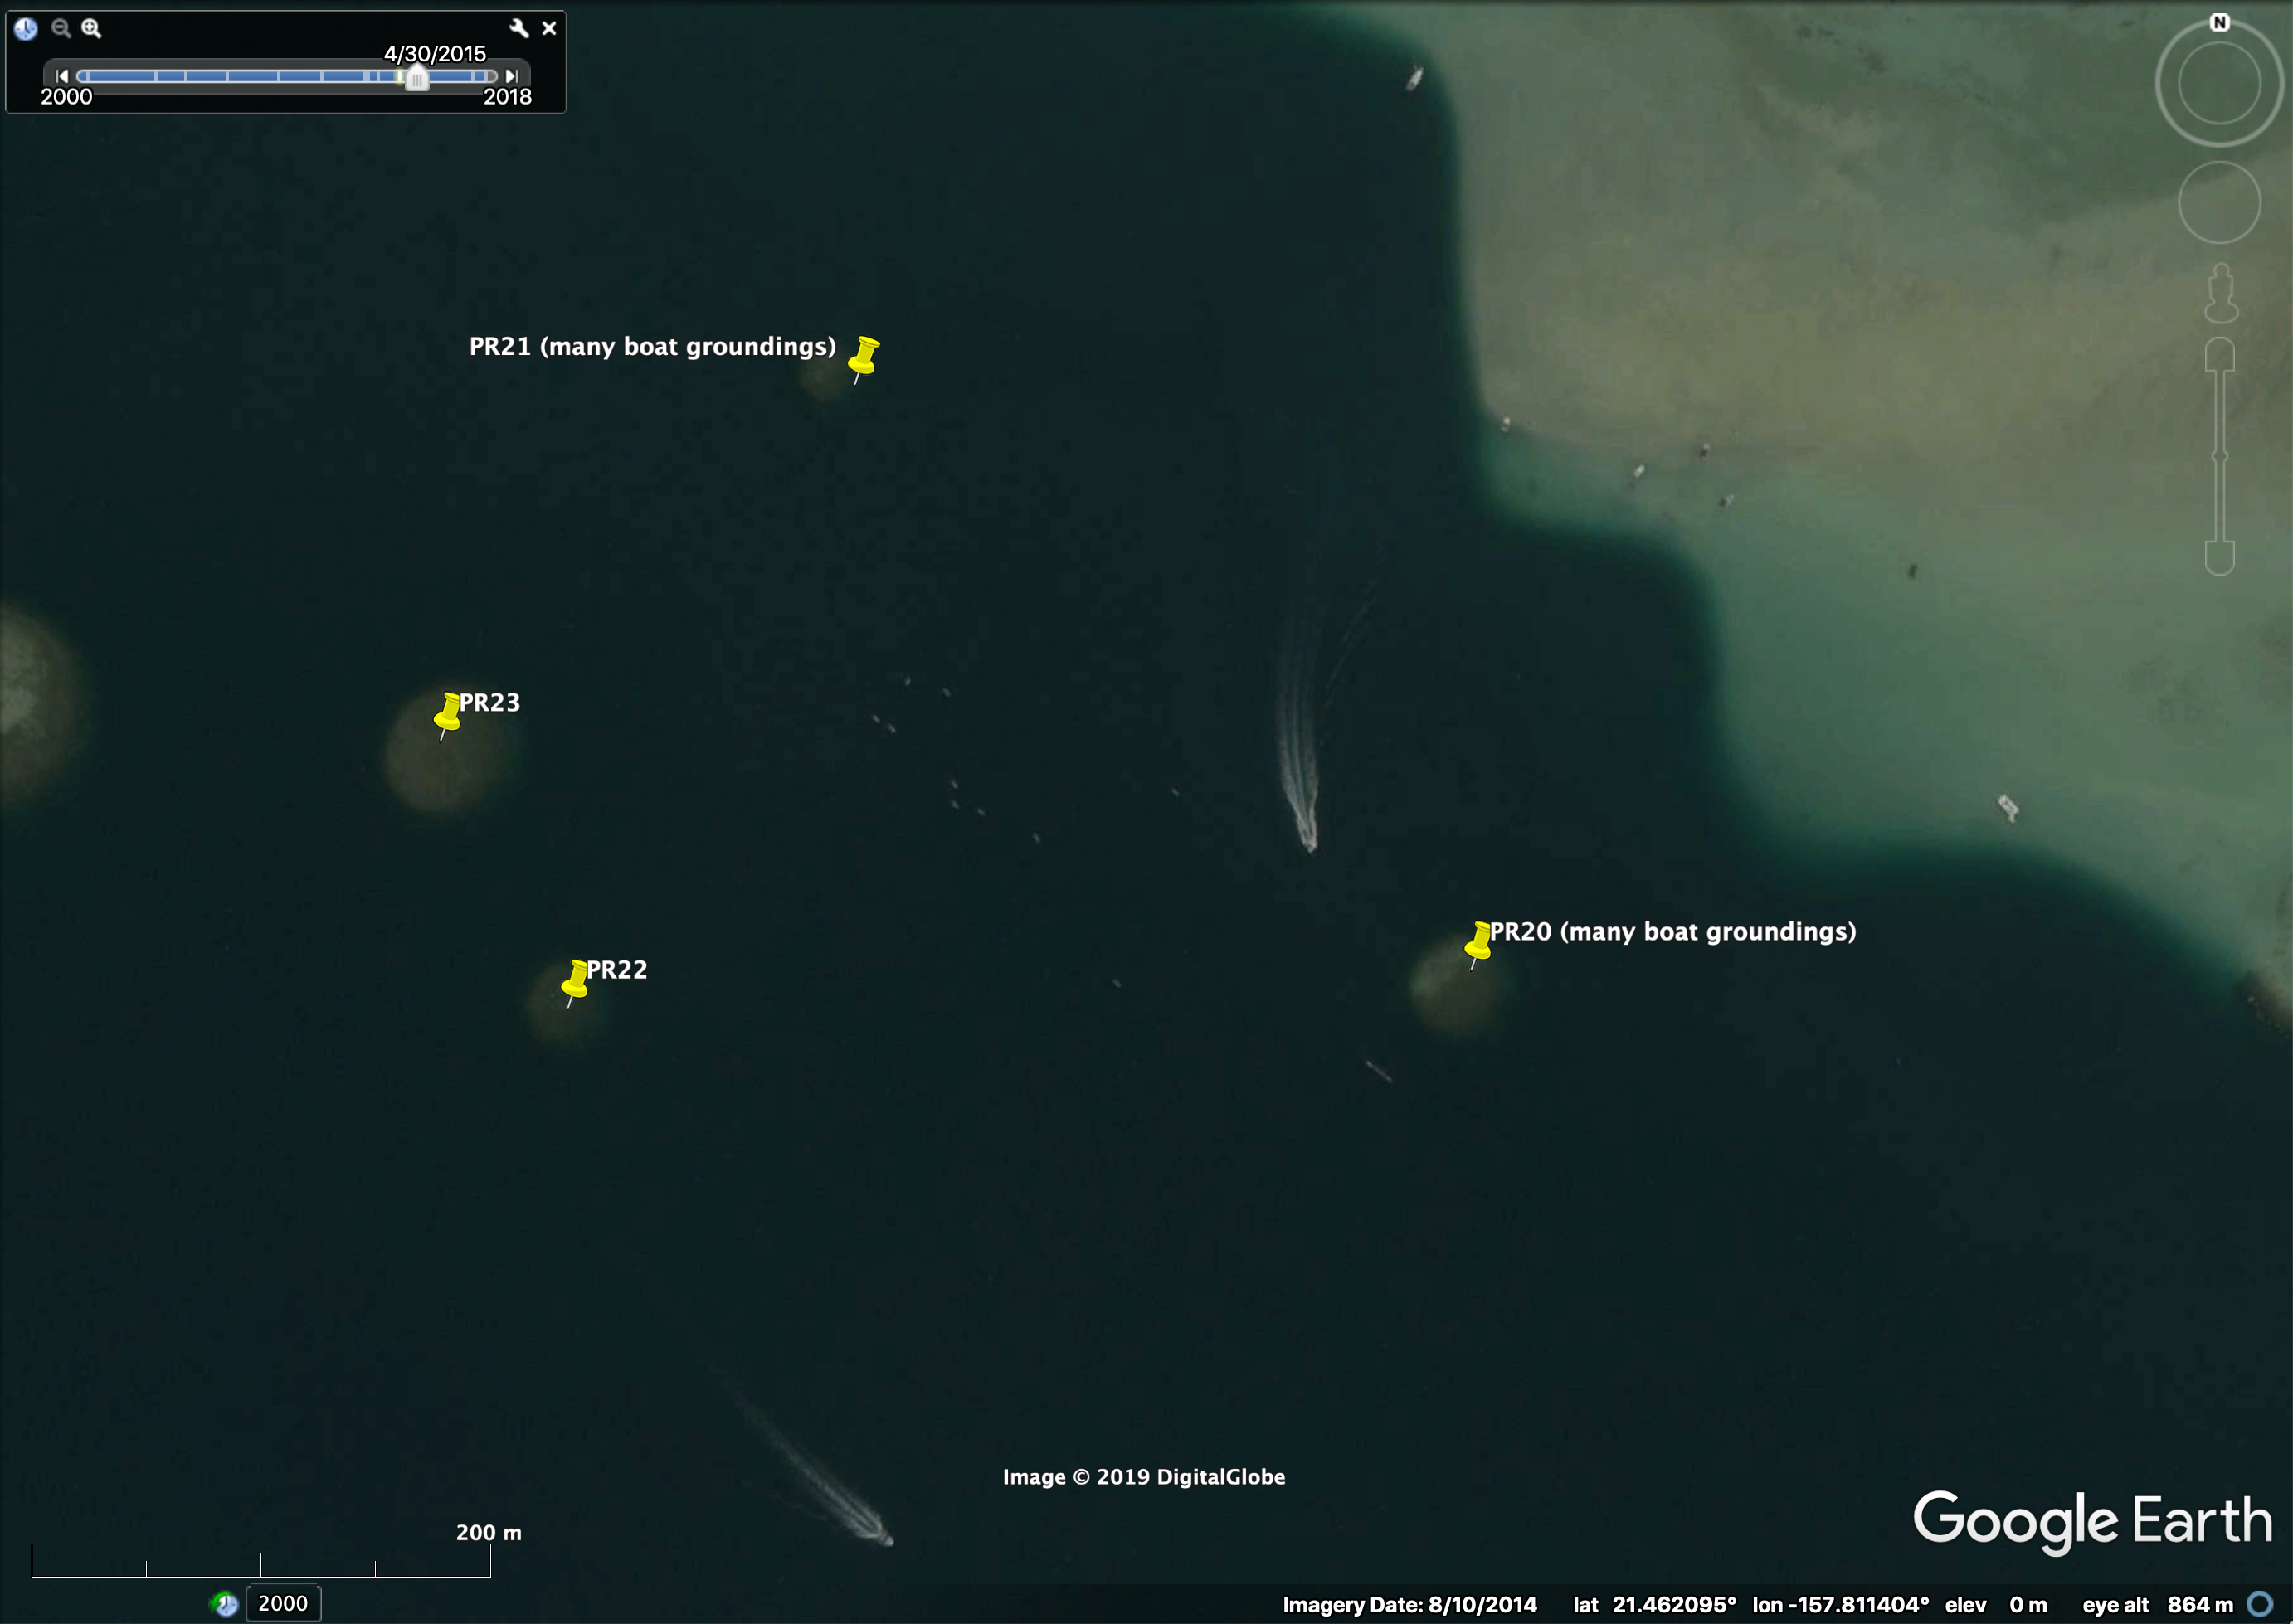 4/30/2015
2000
2018
N
PR21 (many boat groundings)
PR23
PR20 (many boat groundings)
PR22
Image © 2019 DigitalGlobe
Google Earth
200 m
2000
Imagery Date: 8/10/2014 lat 21.462095° lon -157.811404° elev 0 m eye alt 864 m